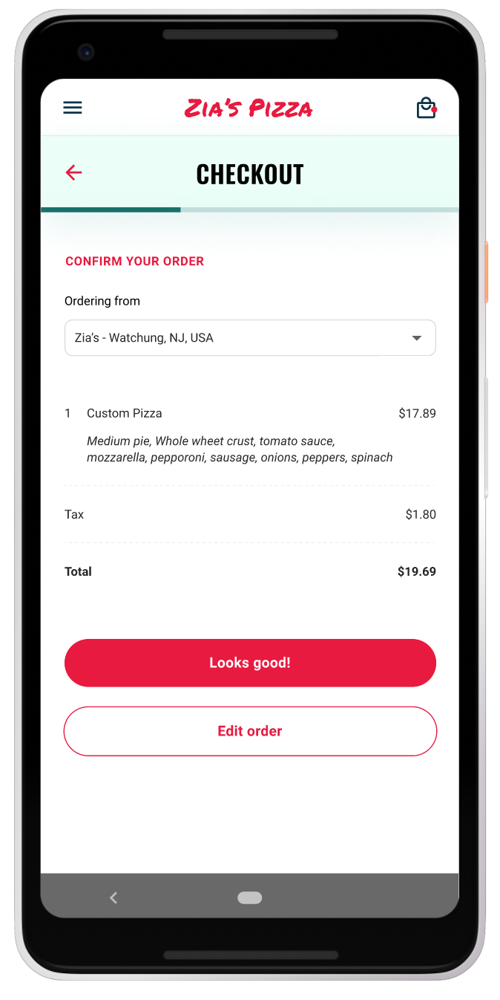 ZIA'S PIZZA
CHECKOUT
CONFIRM YOUR ORDER
Ordering from
Zia's - Watchung, NJ, USA
1 Custom Pizza $17.89
Medium pie, Whole wheet crust, tomato sauce,
mozzarella, pepporoni, sausage, onions, peppers, spinach
Tax $1.80
Total $19.69
Looks good!
Edit order